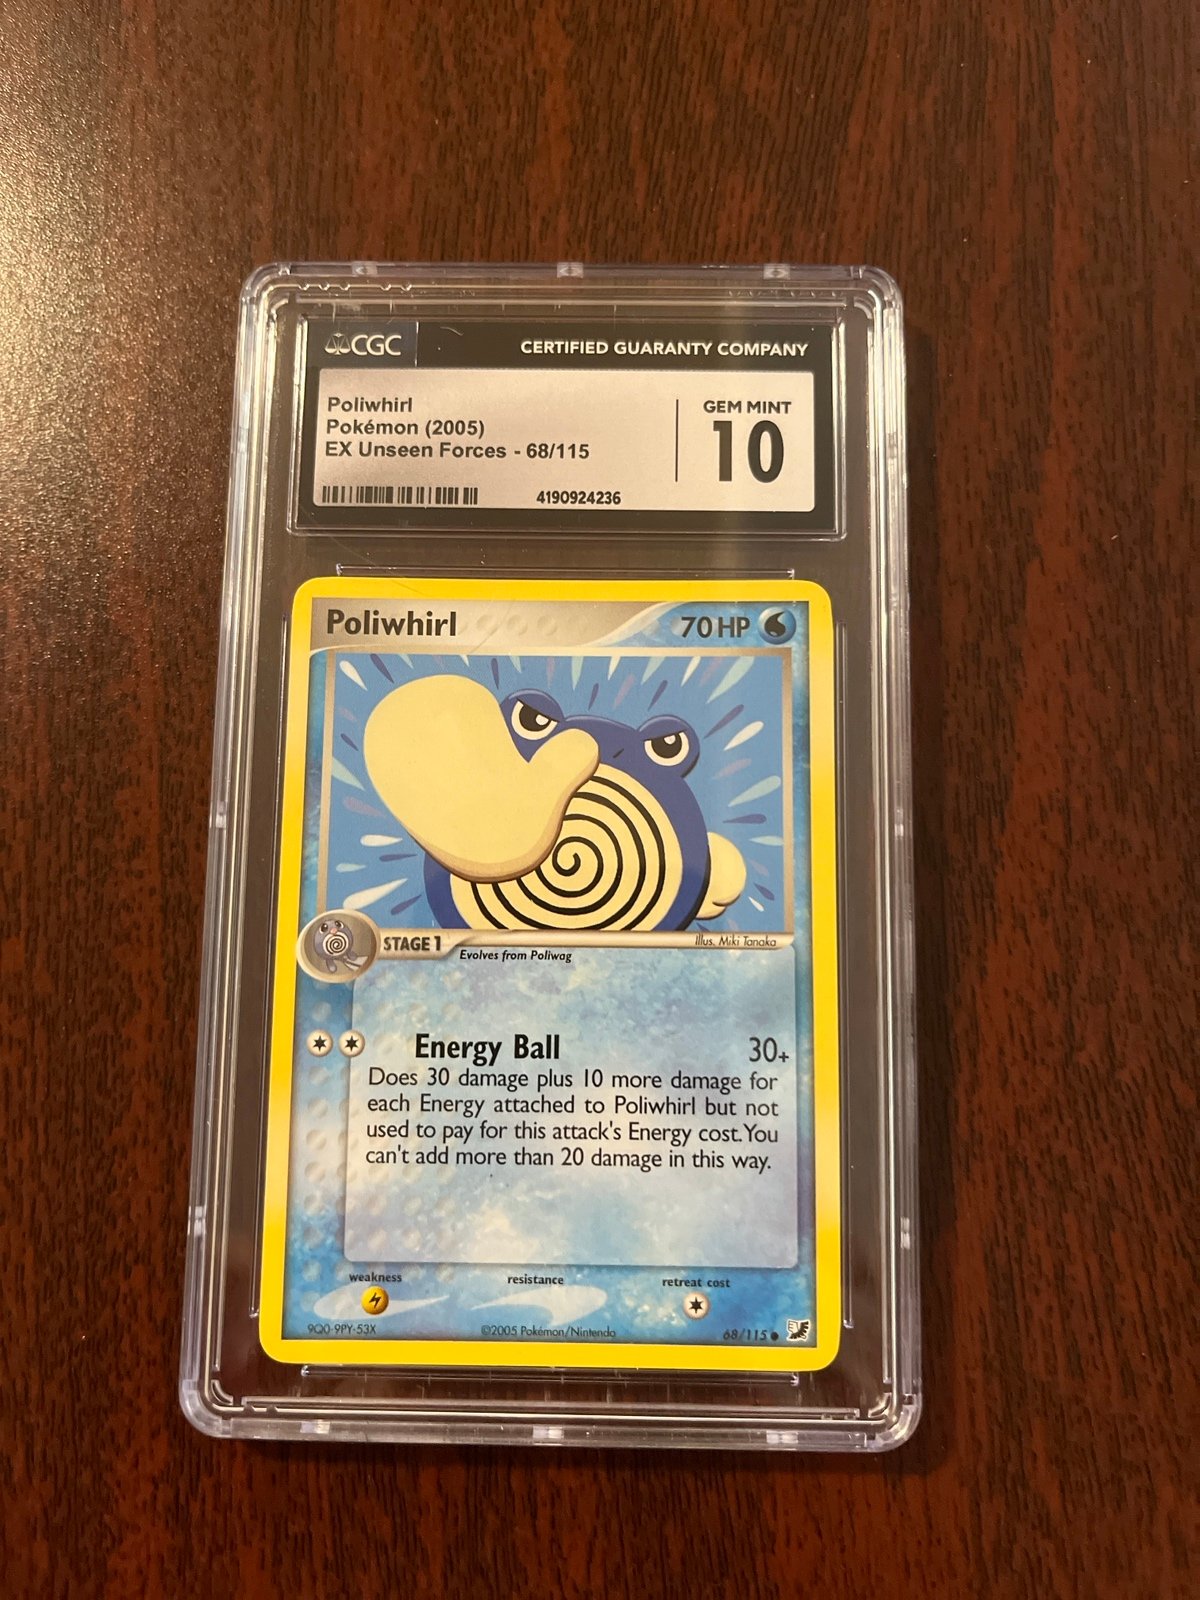 CGC
CERTIFIED GUARANTY COMPANY
Poliwhirl
Pokémon (2005)
EX Unseen Forces - 68/115
GEM MINT
10
4190924236
Poliwhirl
70 HP
Illus. Miki Tanaka
STAGE 1
Evolves from Poliwag
Energy Ball
30+
Does 30 damage plus 10 more damage for
each Energy attached to Poliwhirl but not
used to pay for this attack's Energy cost. You
can't add more than 20 damage in this way.
weakness
resistance
retreat cost
9Q0-9PY-53X
©2005 Pokémon/Nintendo
68/115